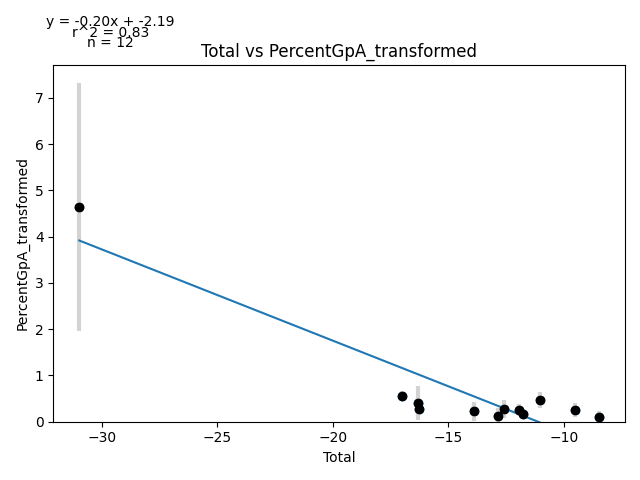 y = -0.20x + -2.19
r^2 = 0.83
n = 12
Total vs PercentGpA_transformed
PercentGpA_transformed
7
6
5
4
3
2
1
0
−30
−25
−20
−15
−10
Total